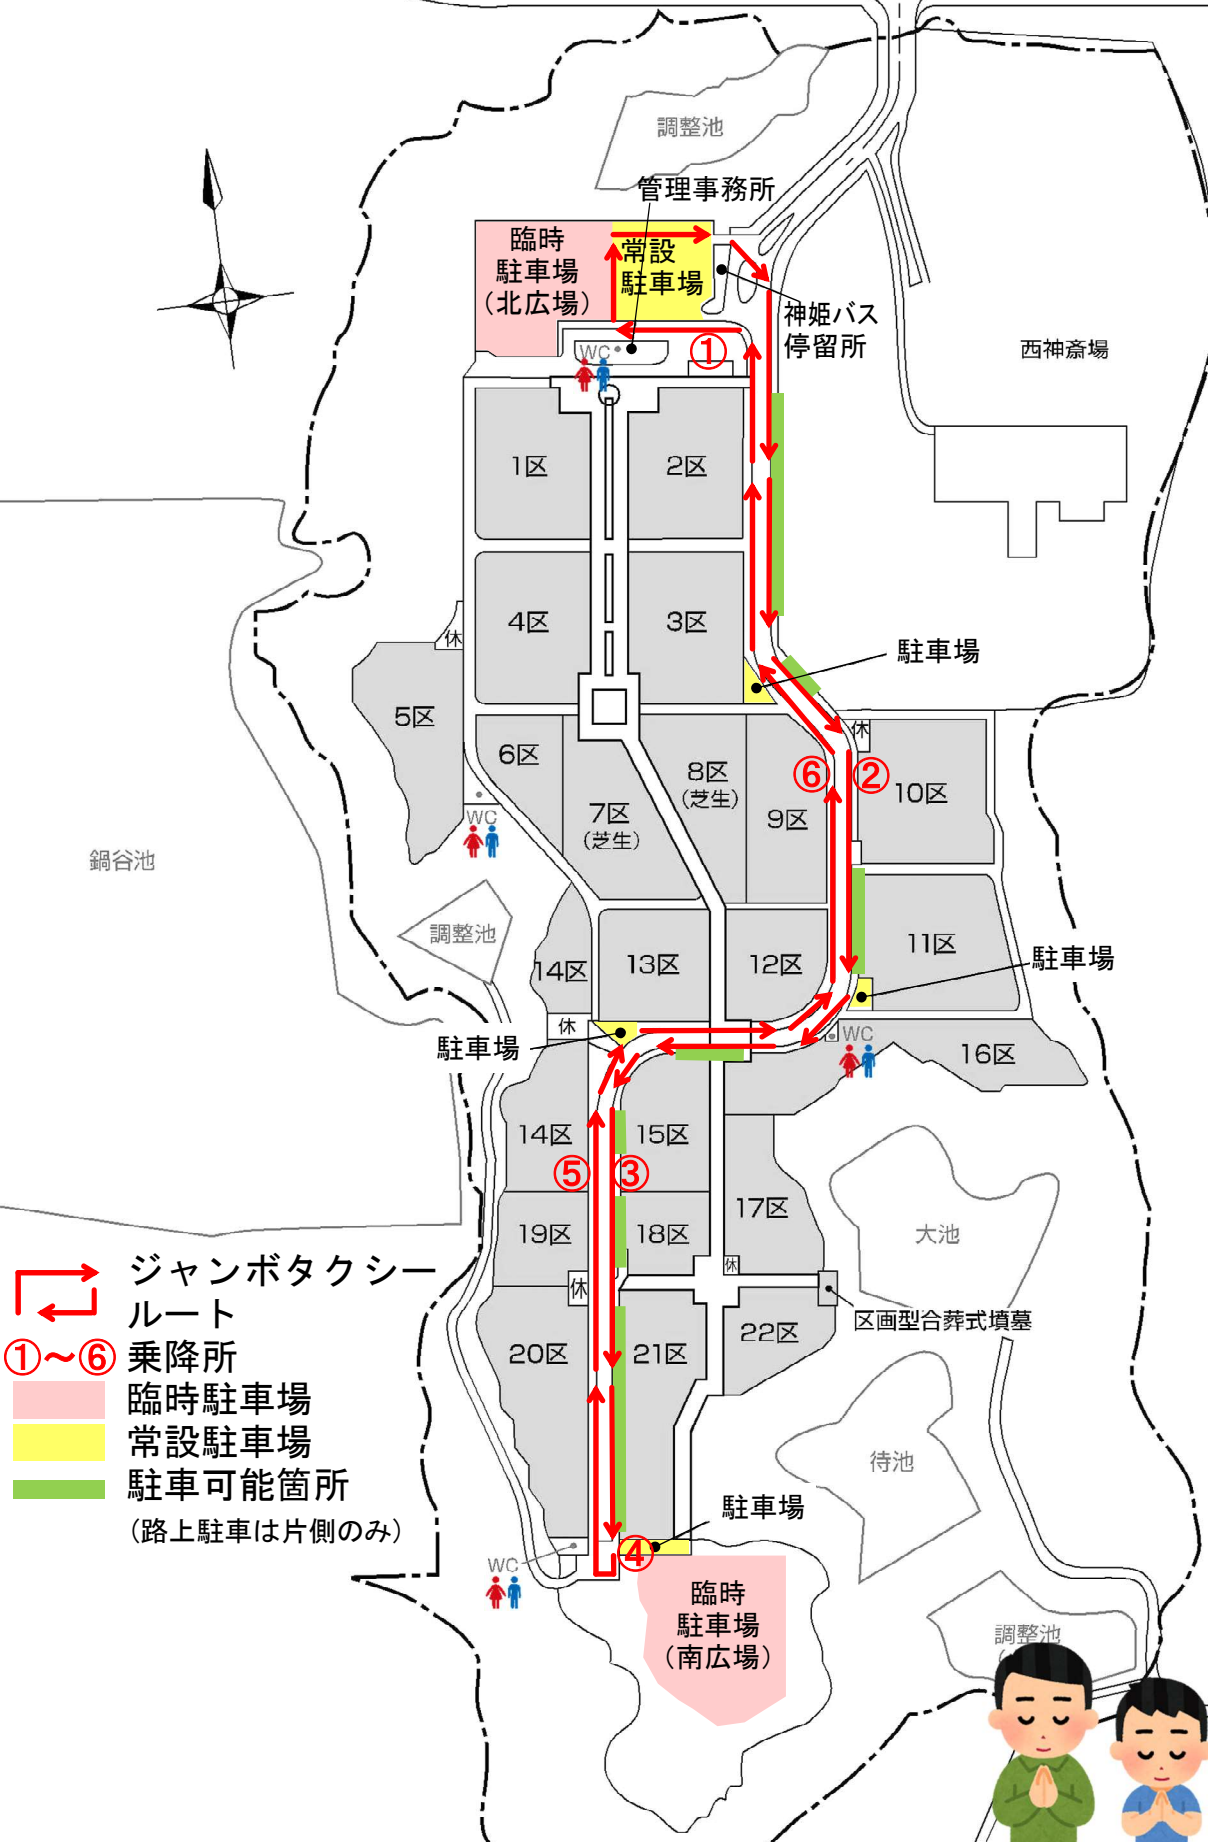 調整池
管理事務所
臨時
駐車場
（北広場）
常設
駐車場
神姫バス
停留所
西神斎場
WC
①
1区
2区
4区
3区
休
駐車場
5区
6区
7区
（芝生）
8区
（芝生）
9区
⑥
②
休
10区
WC
鍋谷池
調整池
14区
13区
12区
11区
駐車場
休
駐車場
WC
16区
14区
15区
⑤
③
17区
大池
19区
18区
休
休
区画型合葬式墳墓
20区
21区
22区
待池
駐車場
④
WC
臨時
駐車場
（南広場）
調整池
ジャンボタクシー
ルート
①～⑥ 乗降所
臨時駐車場
常設駐車場
駐車可能箇所
（路上駐車は片側のみ）